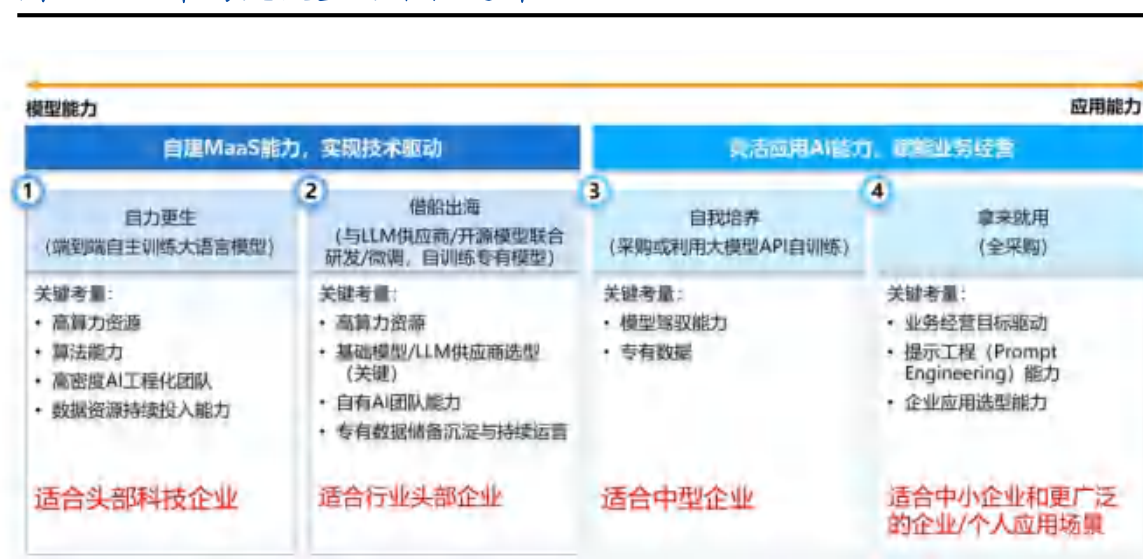 模型能力
应用能力
自建MaaS能力，实现技术驱动
灵活应用AI能力，赋能业务经营
1
自力更生
（端到端自主训练大语言模型）
关键考量：
• 高算力资源
• 算法能力
• 高密度AI工程化团队
• 数据资源持续投入能力
适合头部科技企业
2
借船出海
（与LLM供应商/开源模型联合
研发/微调，自训练专有模型）
关键考量：
• 高算力资源
• 基础模型/LLM供应商选型
（关键）
• 自有AI团队能力
• 专有数据储备沉淀与持续运营
适合行业头部企业
3
自我培养
（采购或利用大模型API自训练）
关键考量：
• 模型驾驭能力
• 专有数据
适合中型企业
4
拿来就用
（全采购）
关键考量：
• 业务经营目标驱动
• 提示工程（Prompt
Engineering）能力
• 企业应用选型能力
适合中小企业和更广泛
的企业/个人应用场景